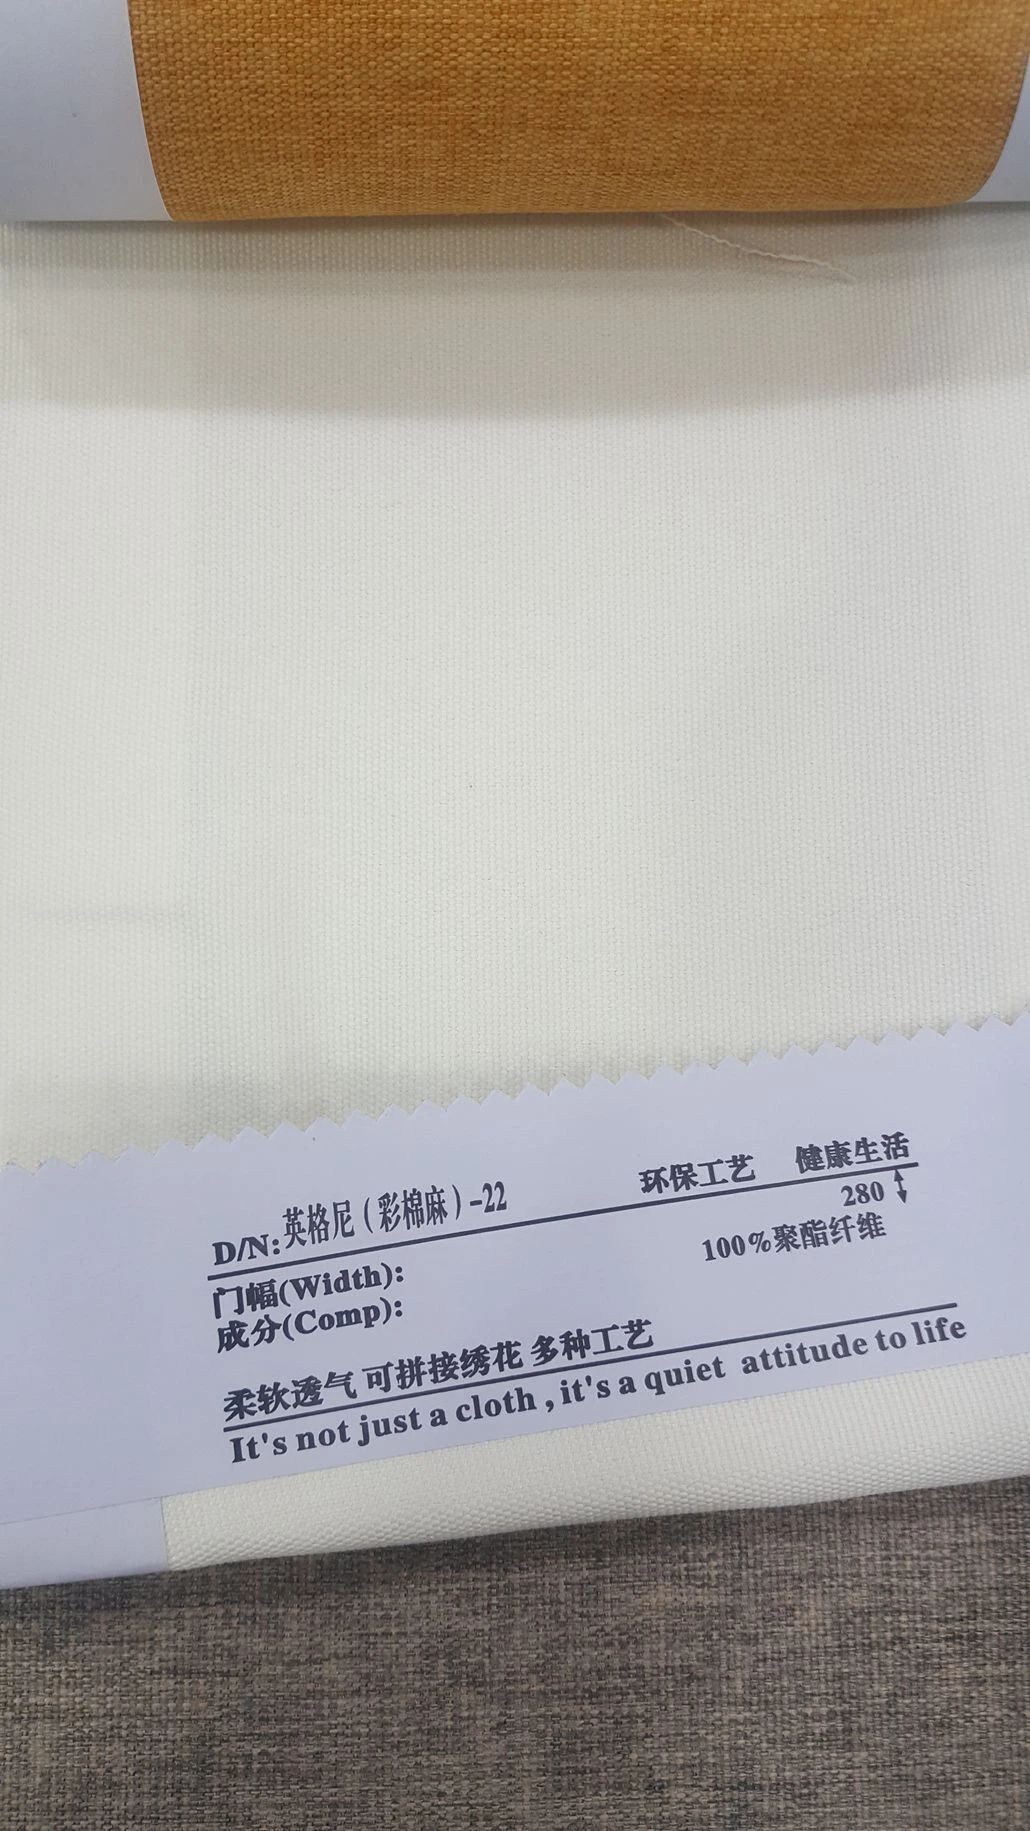 环保工艺 健康生活
D/N:英格尼（彩棉麻）-22
门幅(Width): 280
成分(Comp): 100%聚酯纤维
柔软透气 可拼接绣花 多种工艺
It's not just a cloth , it's a quiet attitude to life